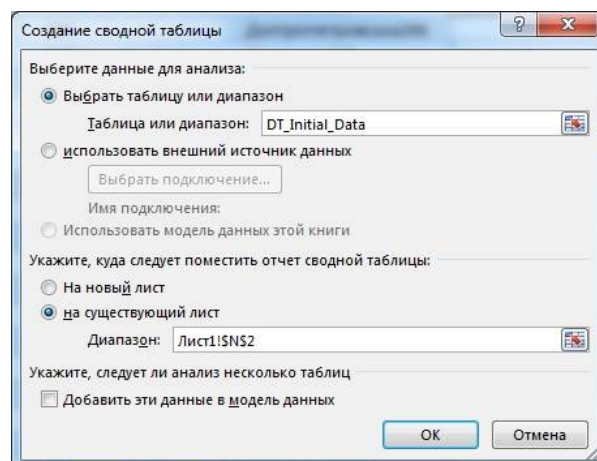 Создание сводной таблицы
Выберите данные для анализа:
Выбрать таблицу или диапазон
Таблица или диапазон: DT_Initial_Data
использовать внешний источник данных
Выбрать подключение...
Имя подключения:
Использовать модель данных этой книги
Укажите, куда следует поместить отчет сводной таблицы:
На новый лист
на существующий лист
Диапазон: Лист1!$N$2
Укажите, следует ли анализ несколько таблиц
Добавить эти данные в модель данных
ОК Отмена